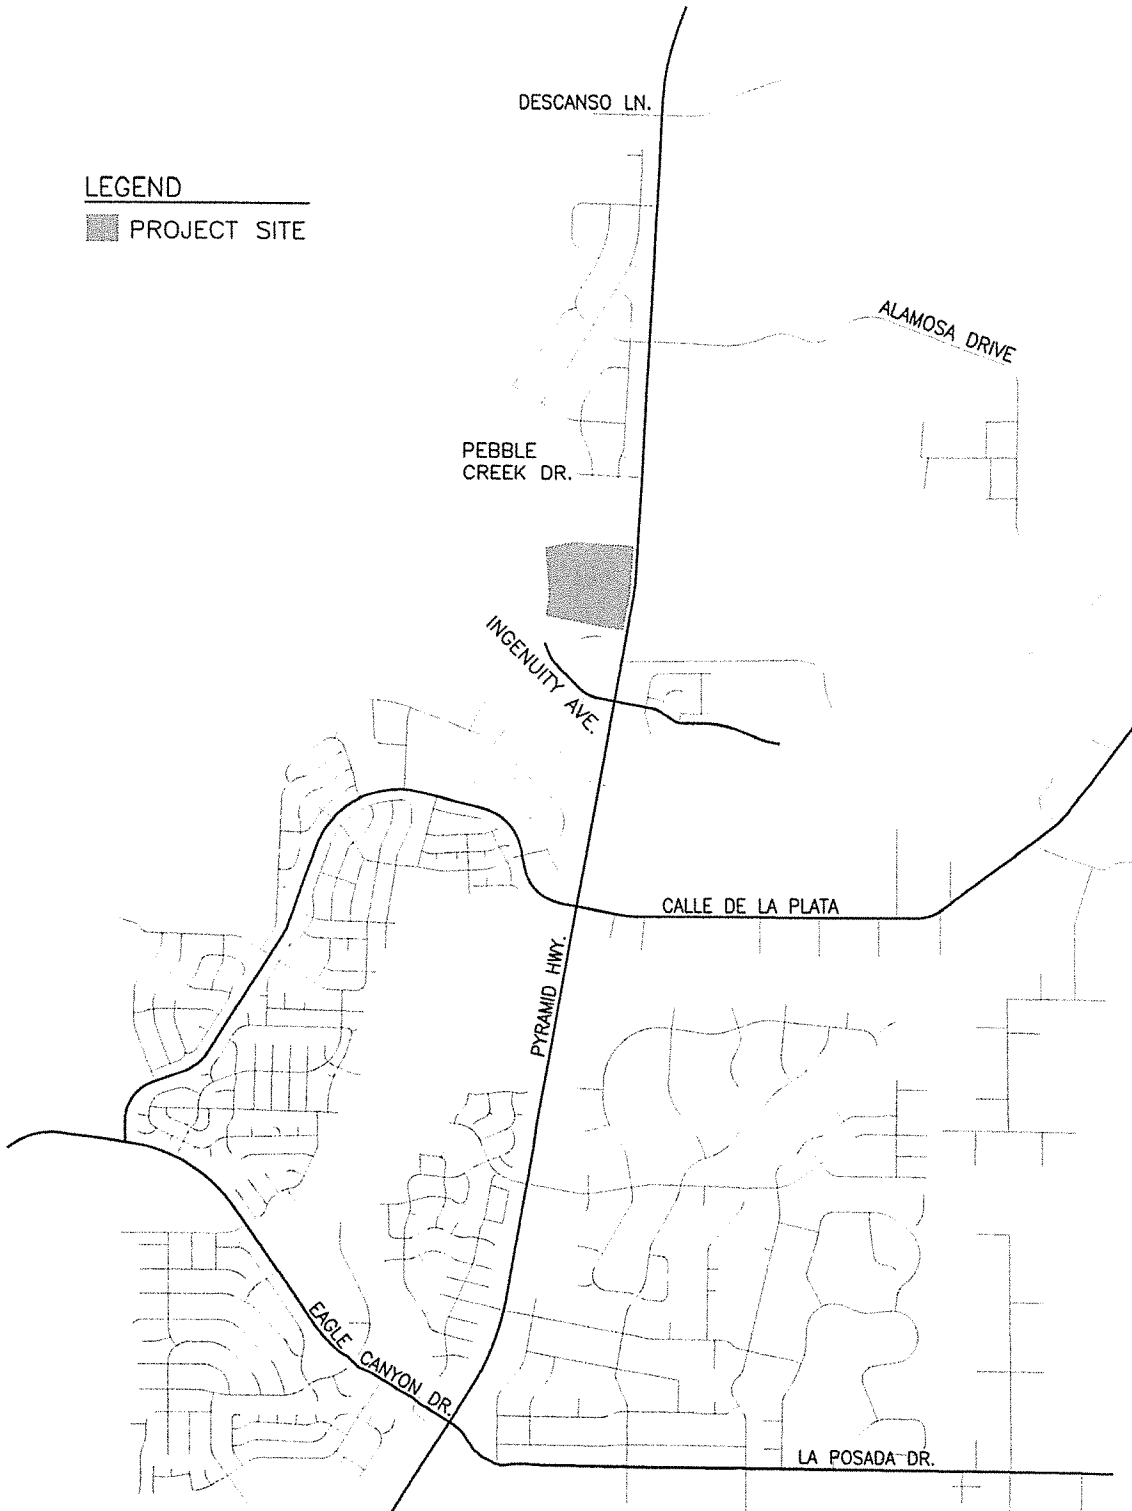 DESCANSO LN.
LEGEND
PROJECT SITE
ALAMOSA DRIVE
PEBBLE
CREEK DR.
INGENUITY AVE.
CALLE DE LA PLATA
PYRAMID HWY.
EAGLE CANYON DR.
LA POSADA DR.